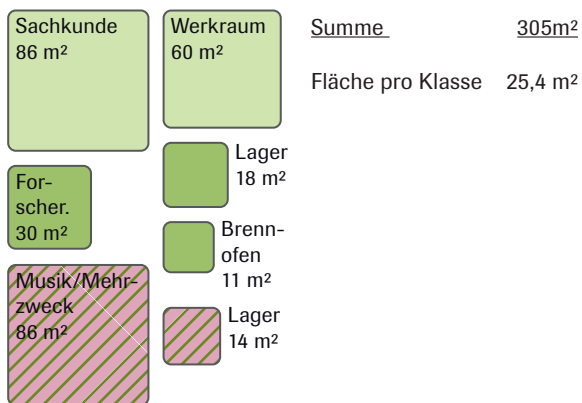 Sachkunde
86 m²
Werkraum
60 m²
Summe 305m²
Fläche pro Klasse 25,4 m²
Lager
18 m²
For-
scher.
30 m²
Brenn-
ofen
11 m²
Musik/Mehr-
zweck
86 m²
Lager
14 m²